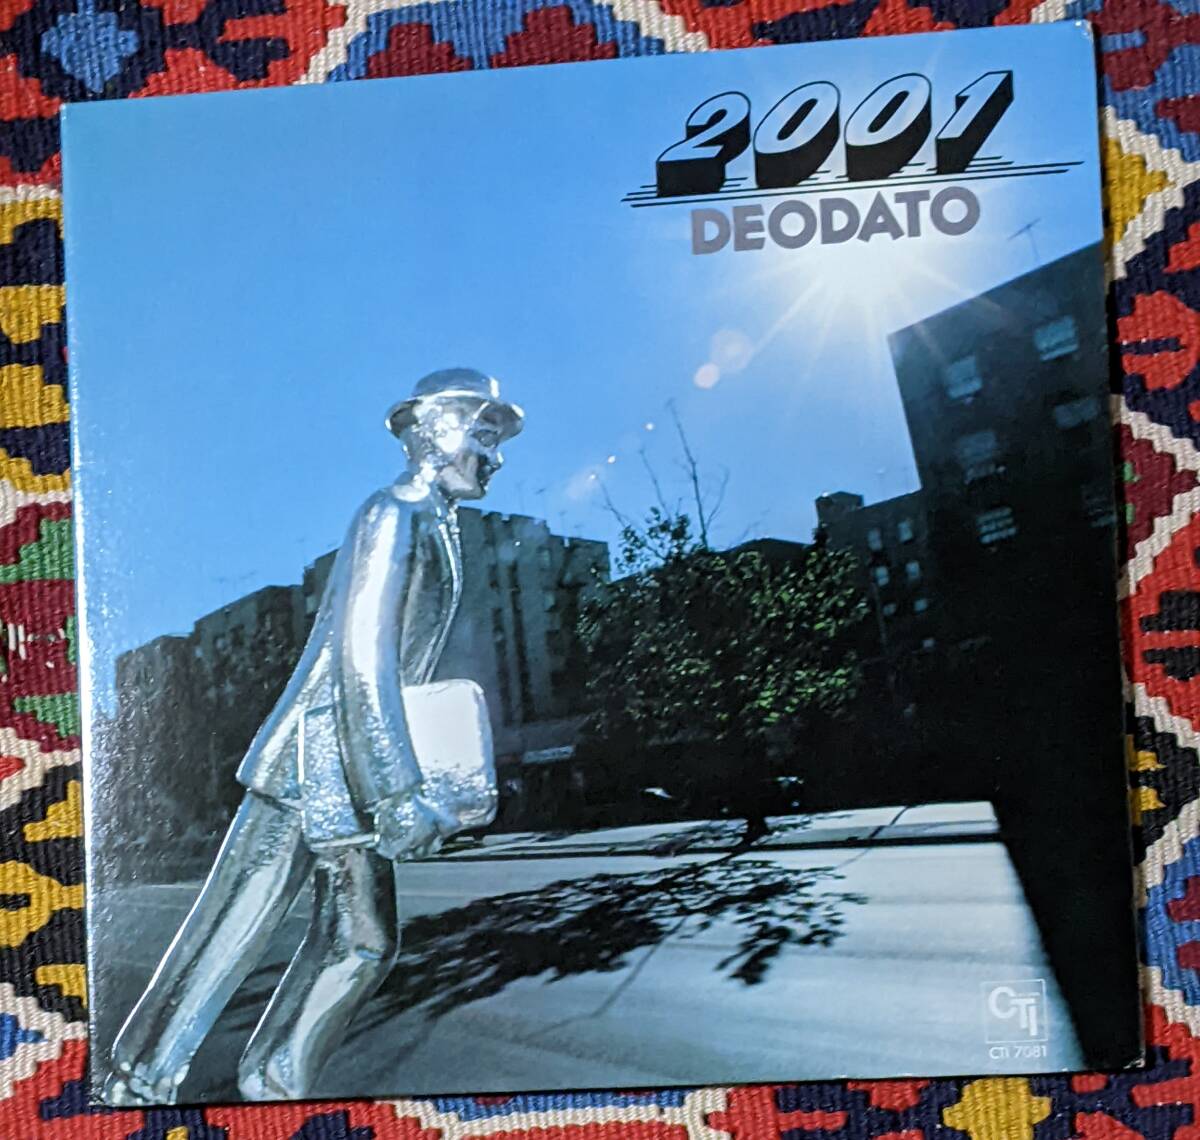 2001
DEODATO
CTI
CTI 7081